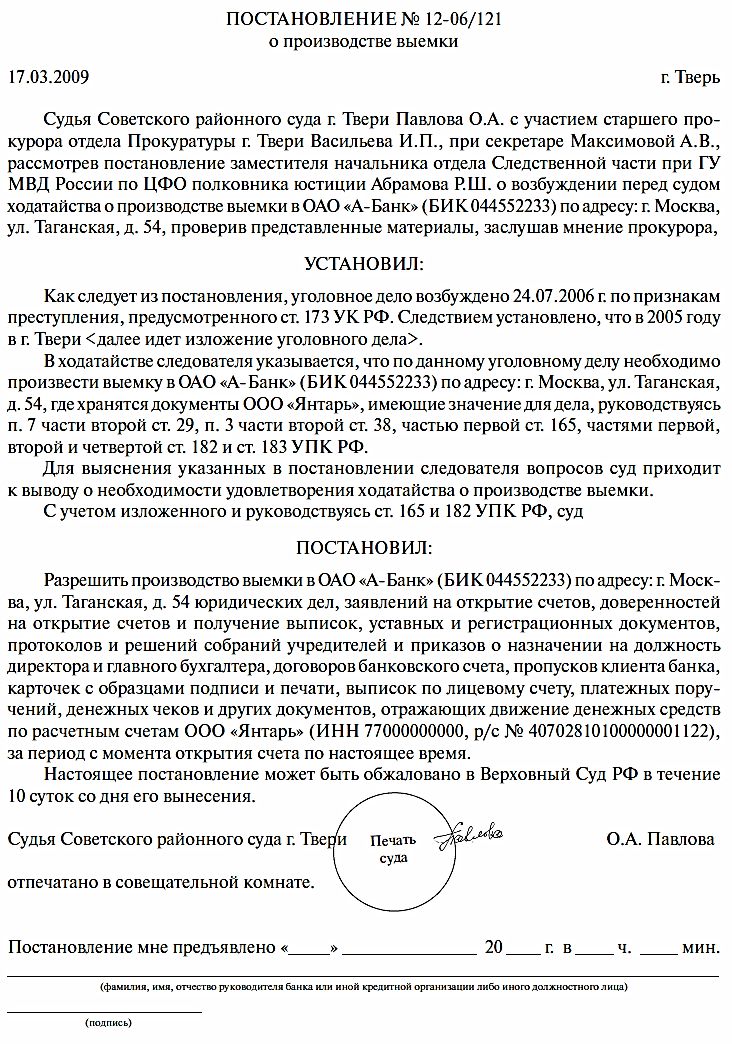 ПОСТАНОВЛЕНИЕ № 12-06/121
о производстве выемки
17.03.2009 г. Тверь
Судья Советского районного суда г. Твери Павлова О.А. с участием старшего про-
курора отдела Прокуратуры г. Твери Васильева И.П., при секретаре Максимовой А.В.,
рассмотрев постановление заместителя начальника отдела Следственной части при ГУ
МВД России по ЦФО полковника юстиции Абрамова Р.Ш. о возбуждении перед судом
ходатайства о производстве выемки в ОАО «А-Банк» (БИК 044552233) по адресу: г. Москва,
ул. Таганская, д. 54, проверив представленные материалы, заслушав мнение прокурора,
УСТАНОВИЛ:
Как следует из постановления, уголовное дело возбуждено 24.07.2006 г. по признакам
преступления, предусмотренного ст. 173 УК РФ. Следствием установлено, что в 2005 году
в г. Твери <далее идет изложение уголовного дела>.
В ходатайстве следователя указывается, что по данному уголовному делу необходимо
произвести выемку в ОАО «А-Банк» (БИК 044552233) по адресу: г. Москва, ул. Таганская,
д. 54, где хранятся документы ООО «Янтарь», имеющие значение для дела, руководствуясь
п. 7 части второй ст. 29, п. 3 части второй ст. 38, частью первой ст. 165, частями первой,
второй и четвертой ст. 182 и ст. 183 УПК РФ.
Для выяснения указанных в постановлении следователя вопросов суд приходит
к выводу о необходимости удовлетворения ходатайства о производстве выемки.
С учетом изложенного и руководствуясь ст. 165 и 182 УПК РФ, суд
ПОСТАНОВИЛ:
Разрешить производство выемки в ОАО «А-Банк» (БИК 044552233) по адресу: г. Моск-
ва, ул. Таганская, д. 54 юридических дел, заявлений на открытие счетов, доверенностей
на открытие счетов и получение выписок, уставных и регистрационных документов,
протоколов и решений собраний учредителей и приказов о назначении на должность
директора и главного бухгалтера, договоров банковского счета, пропусков клиента банка,
карточек с образцами подписи и печати, выписок по лицевому счету, платежных пору-
чений, денежных чеков и других документов, отражающих движение денежных средств
по расчетным счетам ООО «Янтарь» (ИНН 77000000000, р/с № 40702810100000001122),
за период с момента открытия счета по настоящее время.
Настоящее постановление может быть обжаловано в Верховный Суд РФ в течение
10 суток со дня его вынесения.
Судья Советского районного суда г. Твери Печать суда Павлова О.А. Павлова
отпечатано в совещательной комнате.
Постановление мне предъявлено «____» ______________ 20 ____ г. в ____ ч. ____ мин.
(фамилия, имя, отчество руководителя банка или иной кредитной организации либо иного должностного лица)
(подпись)